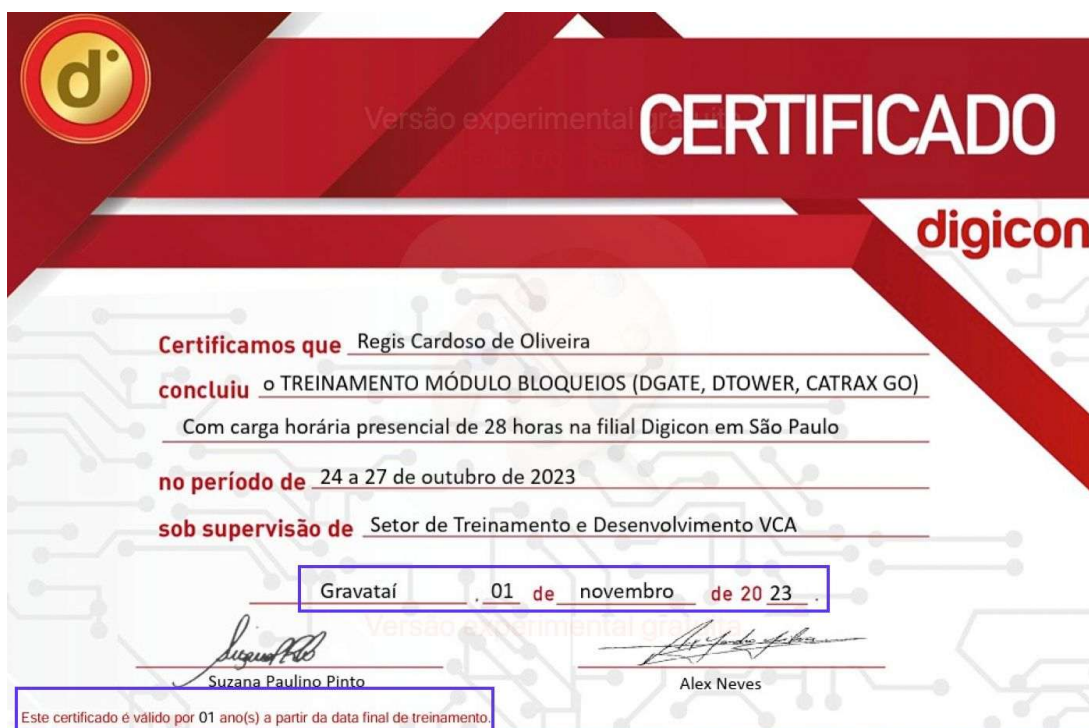 d
CERTIFICADO
Versão experimental gratuita
digicon
Certificamos que Regis Cardoso de Oliveira
concluiu o TREINAMENTO MÓDULO BLOQUEIOS (DGATE, DTOWER, CATRAX GO)
Com carga horária presencial de 28 horas na filial Digicon em São Paulo
no período de 24 a 27 de outubro de 2023
sob supervisão de Setor de Treinamento e Desenvolvimento VCA
Gravataí , 01 de novembro de 20 23 .
Versão experimental gratuita
Suzana Paulino Pinto
Alex Neves
Este certificado é válido por 01 ano(s) a partir da data final de treinamento.